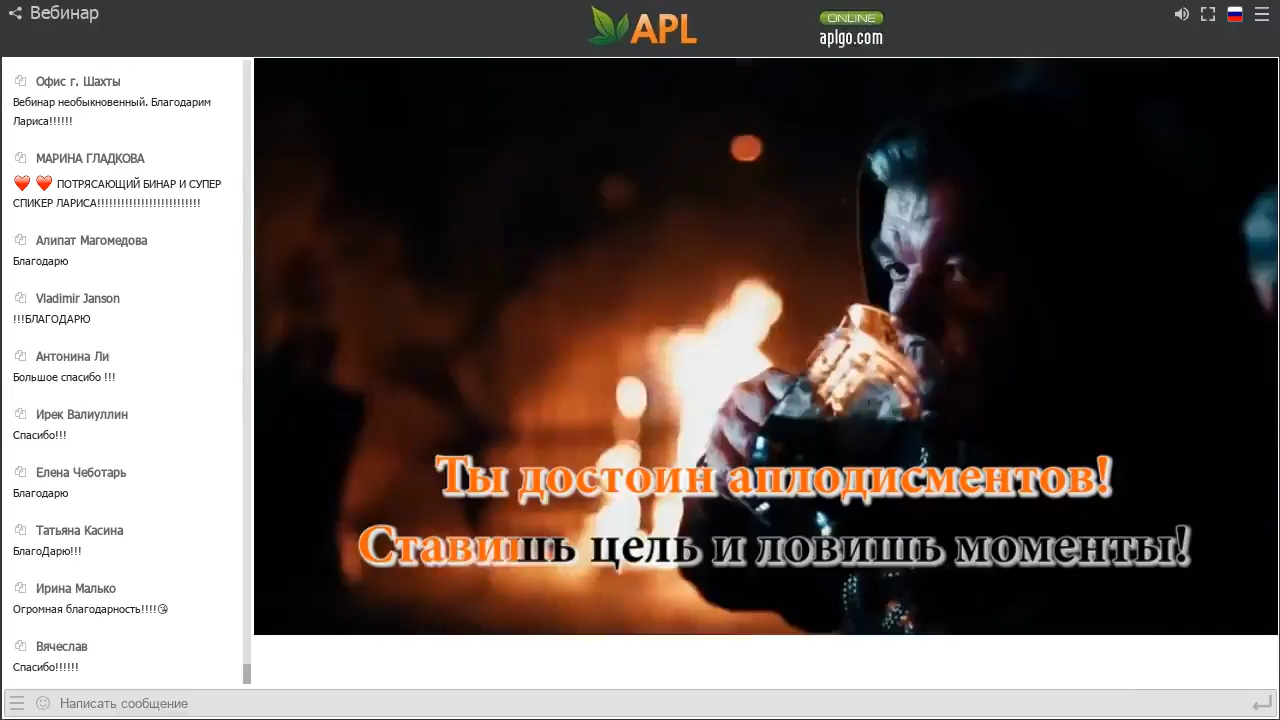 Вебинар
APL
ONLINE
aplgo.com
Офис г. Шахты
Вебинар необыкновенный. Благодарим
Лариса!!!!!!
МАРИНА ГЛАДКОВА
ПОТРЯСАЮЩИЙ БИНАР И СУПЕР
СПИКЕР ЛАРИСА!!!!!!!!!!!!!!!!!!!!!!!!!!
Алипат Магомедова
Благодарю
Vladimir Janson
!!!БЛАГОДАРЮ
Антонина Ли
Большое спасибо !!!
Ирек Валиуллин
Спасибо!!!
Елена Чеботарь
Благодарю
Татьяна Касина
БлагоДарю!!!
Ирина Малько
Огромная благодарность!!!!😘
Вячеслав
Спасибо!!!!!!
Ты достоин аплодисментов!
Ставишь цель и ловишь моменты!
Написать сообщение